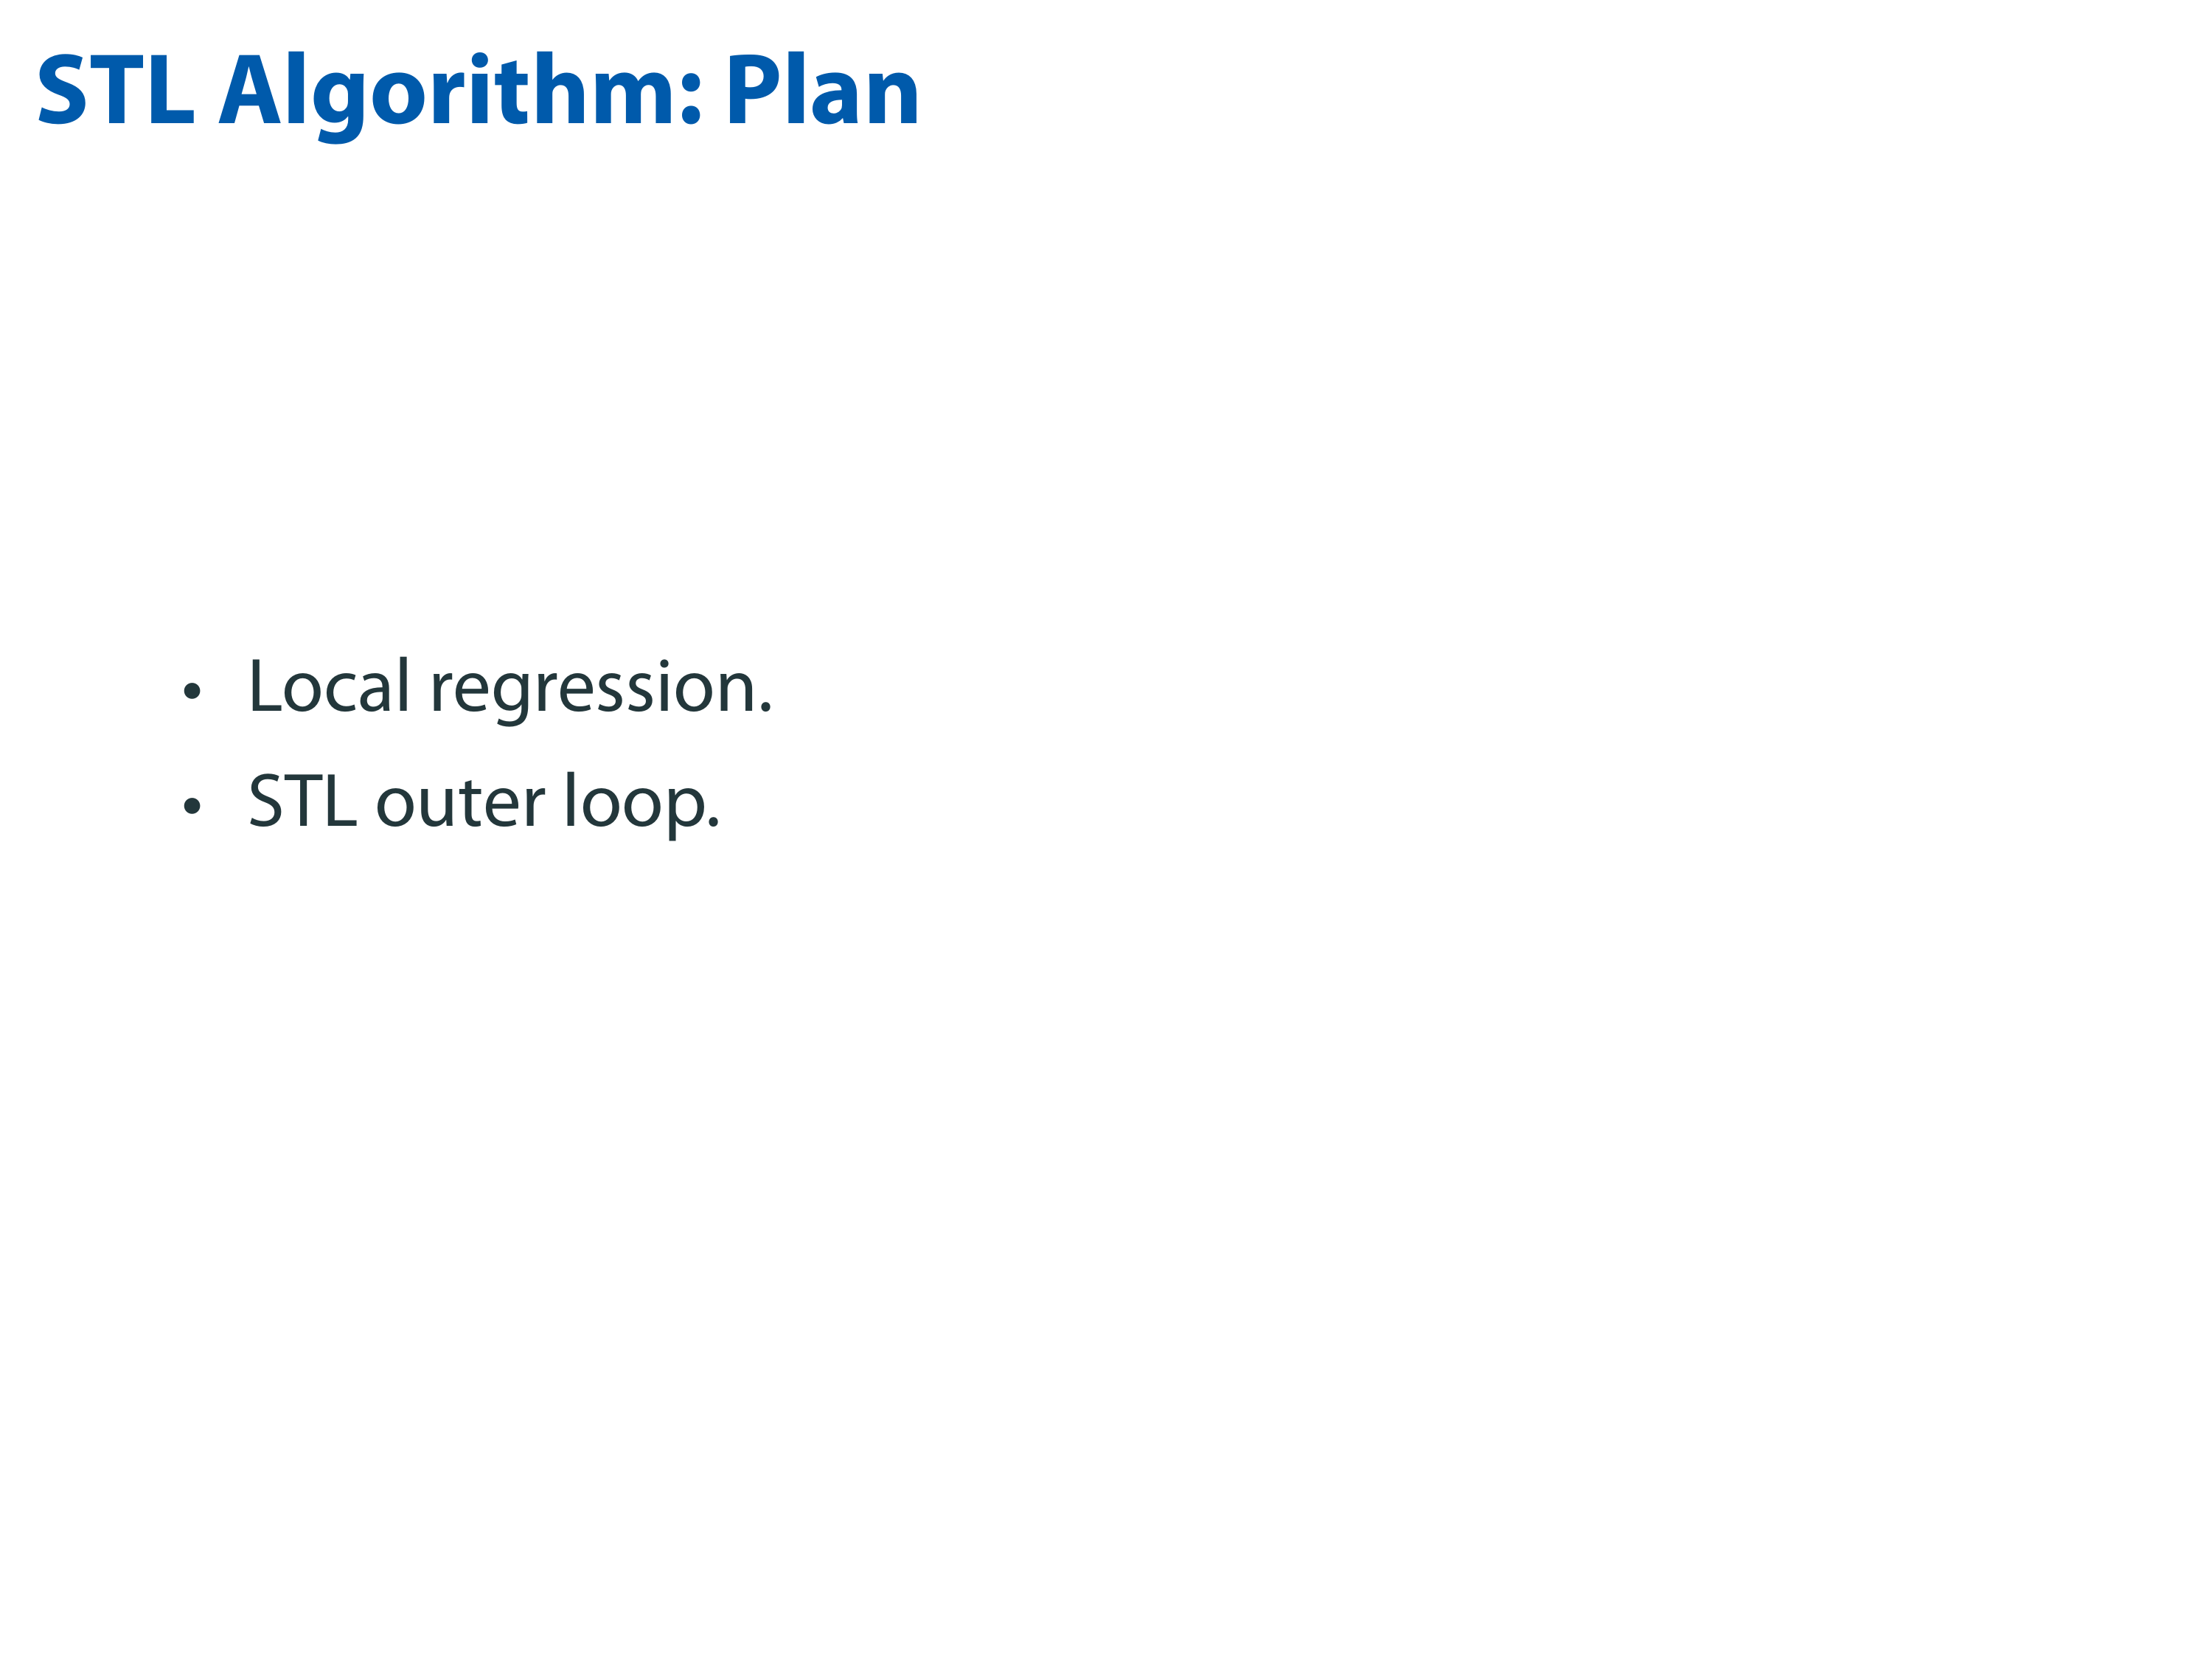 STL Algorithm: Plan
• Local regression.
• STL outer loop.